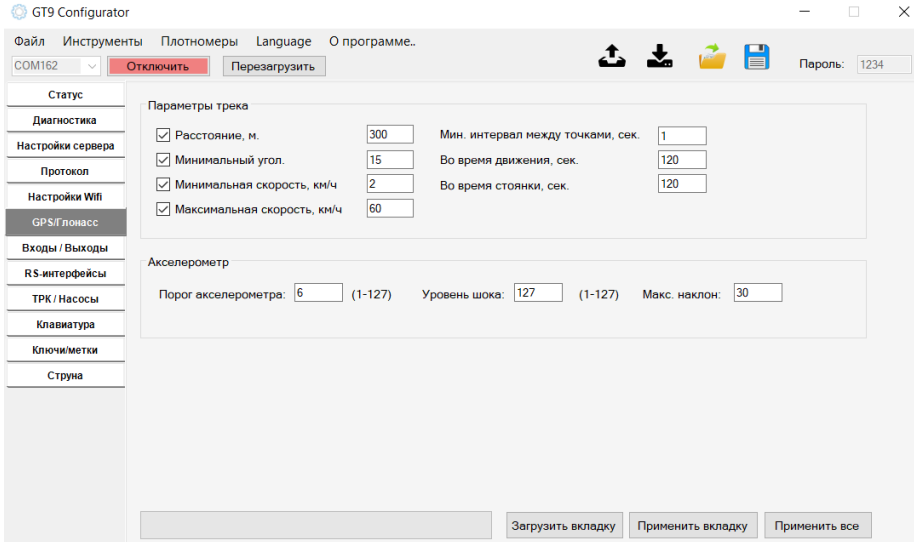 GT9 Configurator
Файл Инструменты Плотномеры Language О программе..
COM162 Отключить Перезагрузить Пароль: 1234
Статус
Диагностика
Настройки сервера
Протокол
Настройки Wifi
GPS/Глонасс
Входы / Выходы
RS-интерфейсы
ТРК / Насосы
Клавиатура
Ключи/метки
Струна
Параметры трека
Расстояние, м. 300 Мин. интервал между точками, сек. 1
Минимальный угол. 15 Во время движения, сек. 120
Минимальная скорость, км/ч 2 Во время стоянки, сек. 120
Максимальная скорость, км/ч 60
Акселерометр
Порог акселерометра: 6 (1-127) Уровень шока: 127 (1-127) Макс. наклон: 30
Загрузить вкладку Применить вкладку Применить все